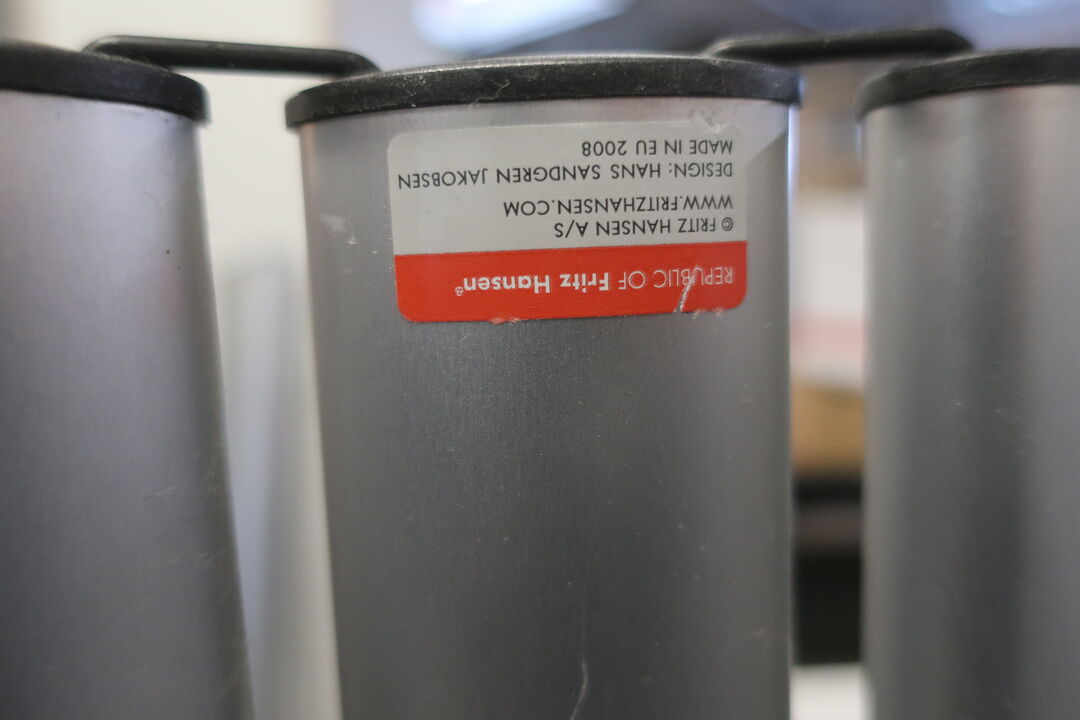 REPUBLIC OF Fritz Hansen®
© FRITZ HANSEN A/S
WWW.FRITZHANSEN.COM
DESIGN: HANS SANDGREN JAKOBSEN
MADE IN EU 2008